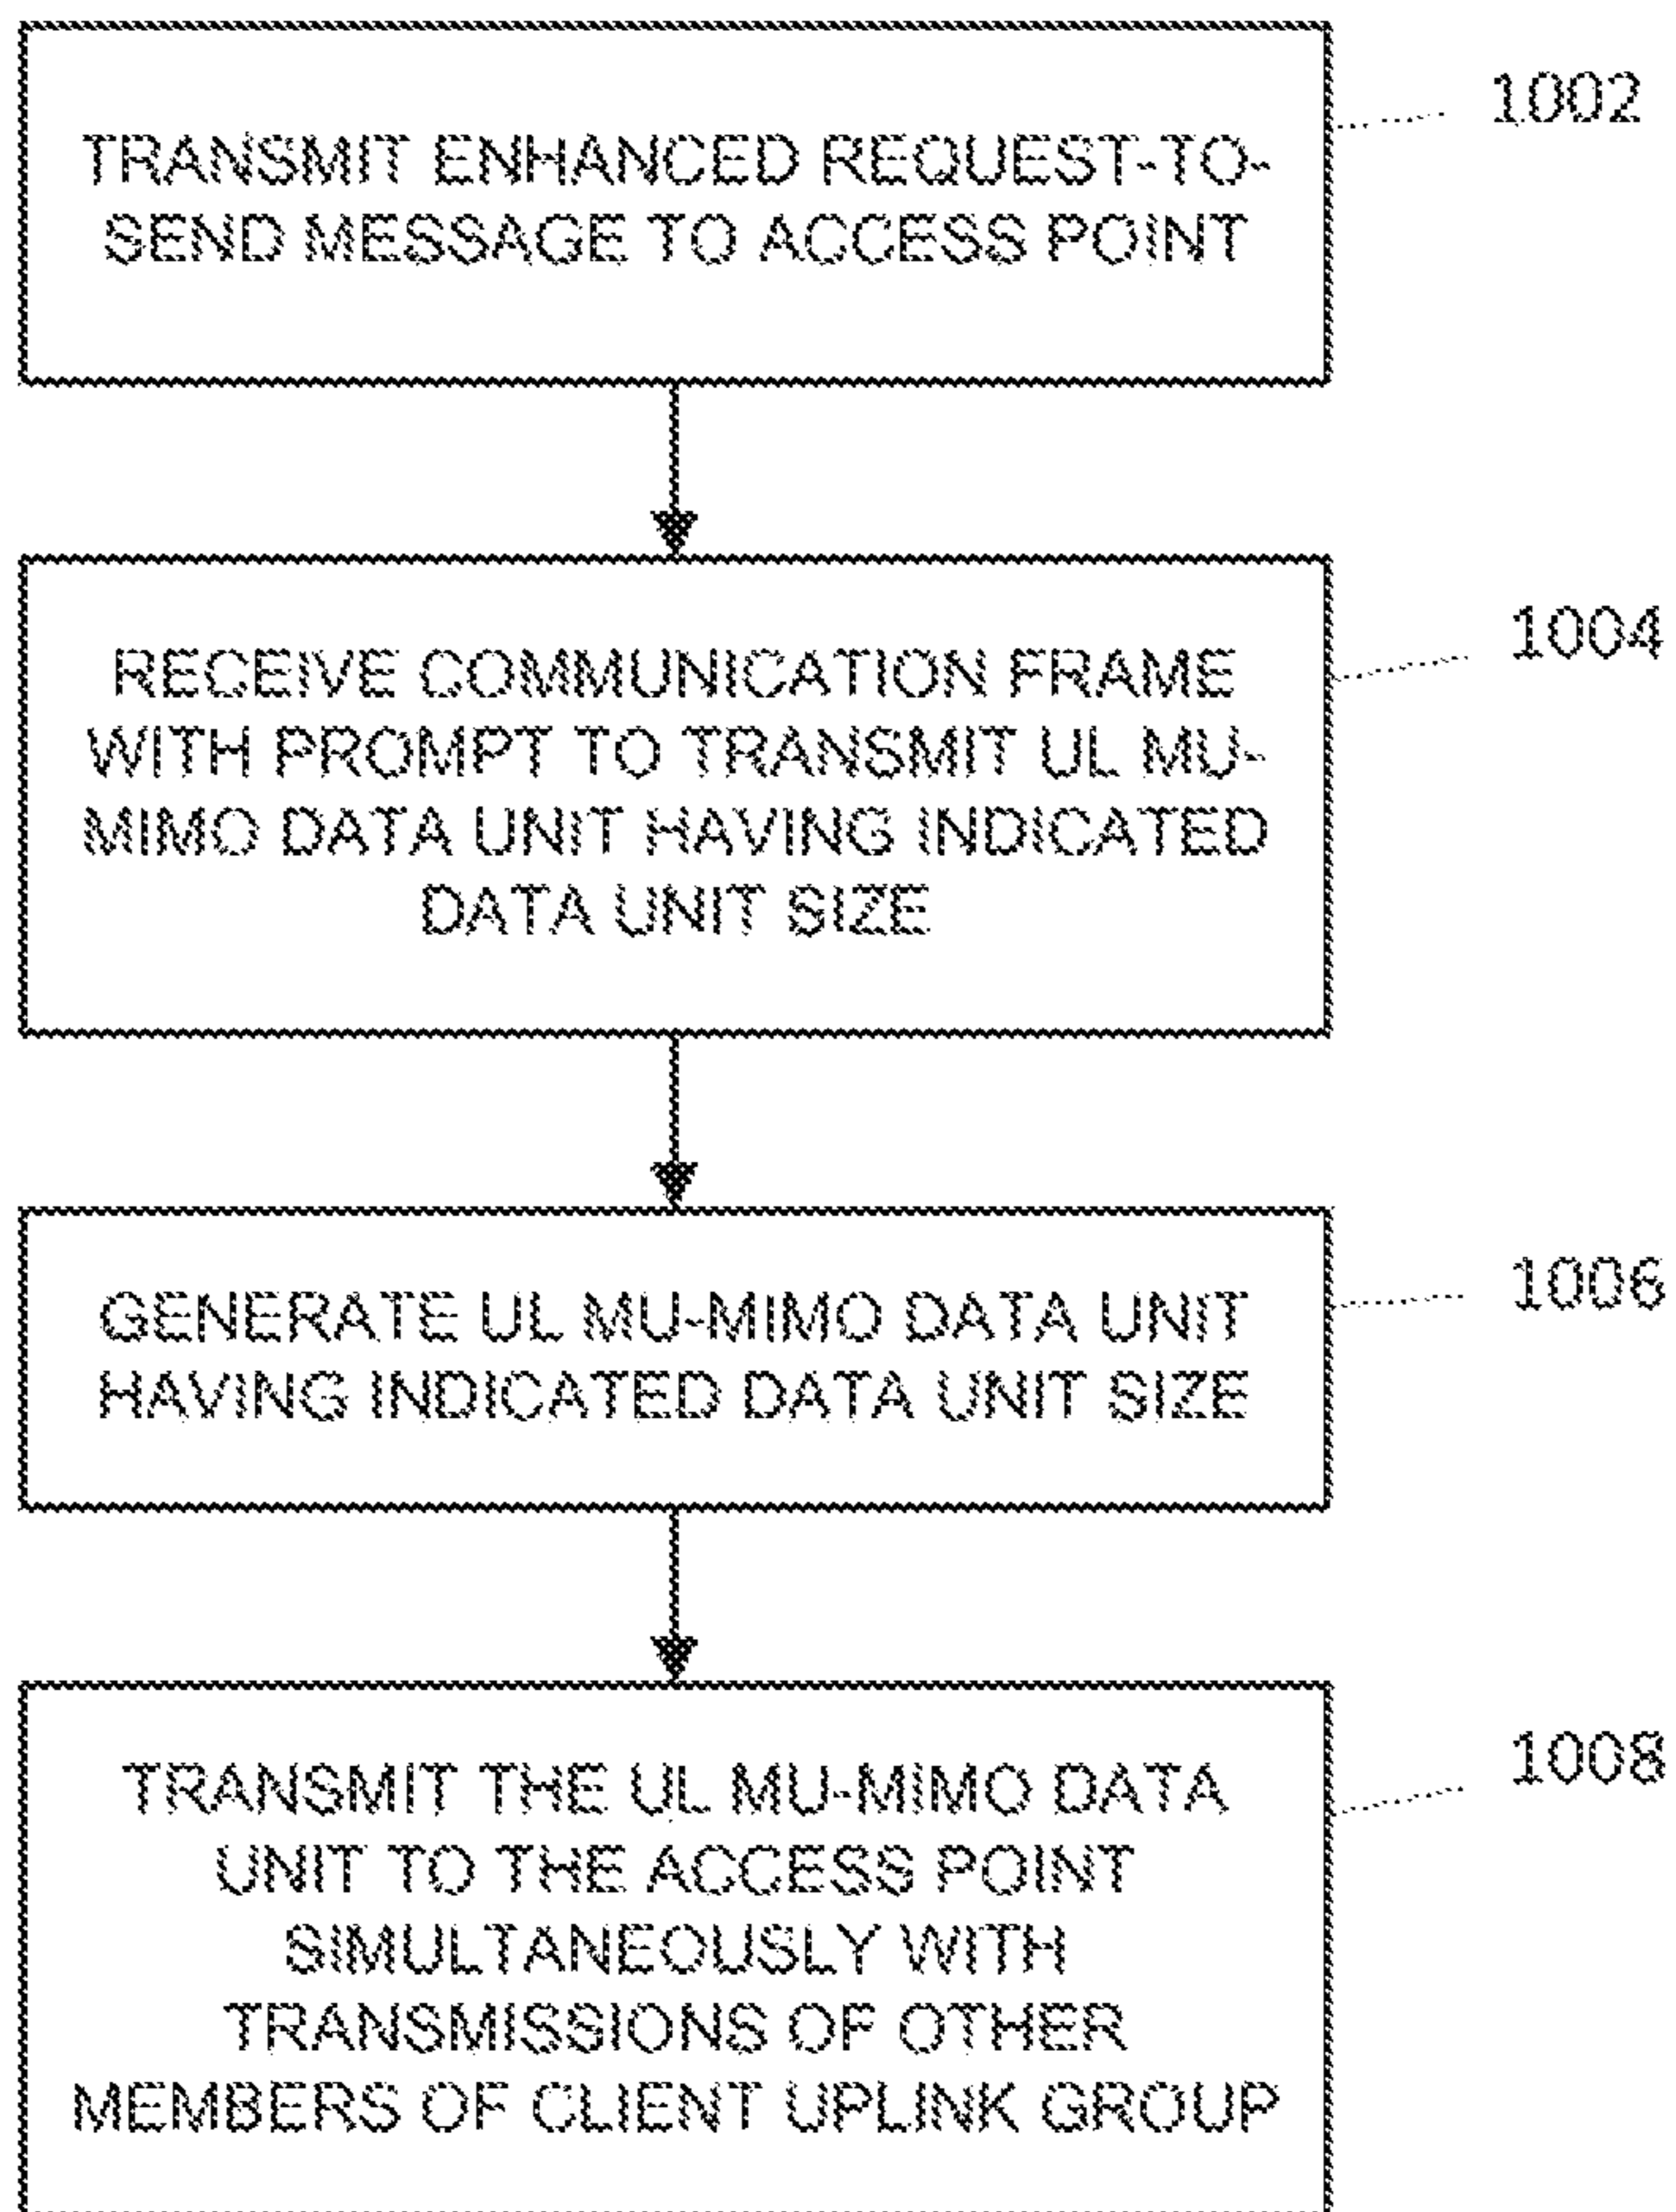 1002
TRANSMIT ENHANCED REQUEST-TO-
SEND MESSAGE TO ACCESS POINT
1004
RECEIVE COMMUNICATION FRAME
WITH PROMPT TO TRANSMIT UL MU-
MIMO DATA UNIT HAVING INDICATED
DATA UNIT SIZE
1006
GENERATE UL MU-MIMO DATA UNIT
HAVING INDICATED DATA UNIT SIZE
1008
TRANSMIT THE UL MU-MIMO DATA
UNIT TO THE ACCESS POINT
SIMULTANEOUSLY WITH
TRANSMISSIONS OF OTHER
MEMBERS OF CLIENT UPLINK GROUP